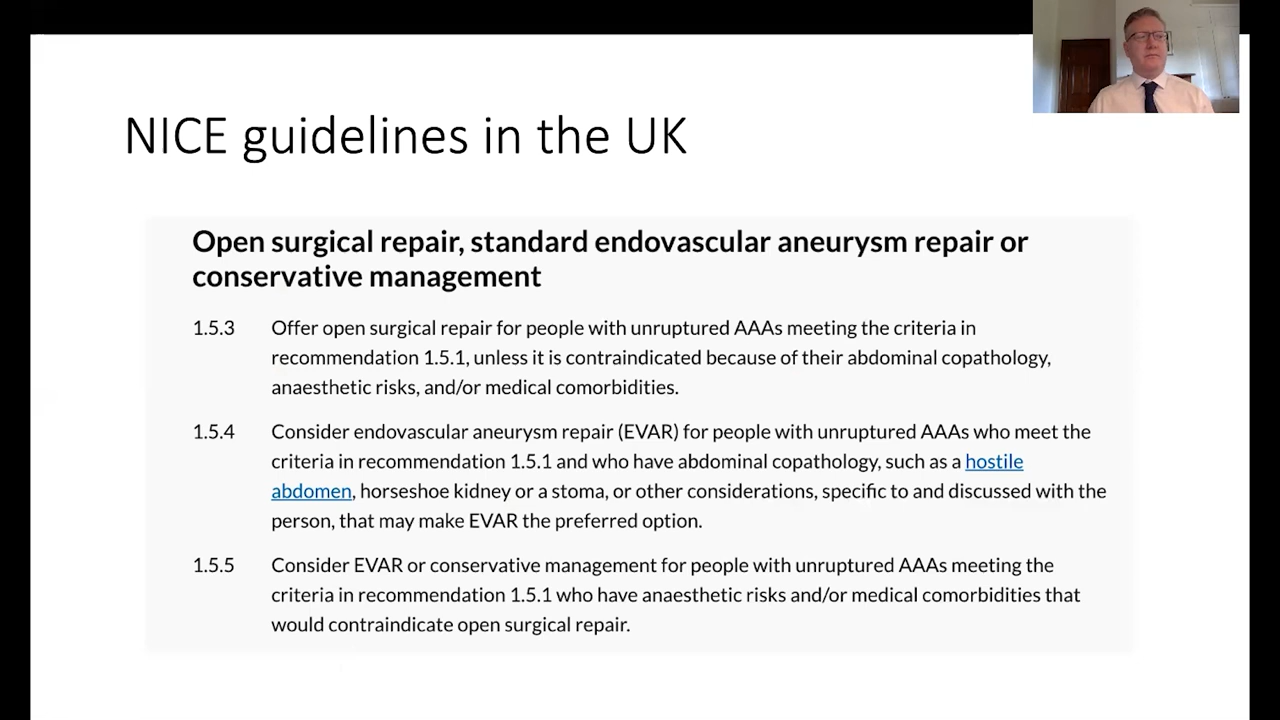 NICE guidelines in the UK
Open surgical repair, standard endovascular aneurysm repair or
conservative management
1.5.3 Offer open surgical repair for people with unruptured AAAs meeting the criteria in
recommendation 1.5.1, unless it is contraindicated because of their abdominal copathology,
anaesthetic risks, and/or medical comorbidities.
1.5.4 Consider endovascular aneurysm repair (EVAR) for people with unruptured AAAs who meet the
criteria in recommendation 1.5.1 and who have abdominal copathology, such as a hostile
abdomen, horseshoe kidney or a stoma, or other considerations, specific to and discussed with the
person, that may make EVAR the preferred option.
1.5.5 Consider EVAR or conservative management for people with unruptured AAAs meeting the
criteria in recommendation 1.5.1 who have anaesthetic risks and/or medical comorbidities that
would contraindicate open surgical repair.